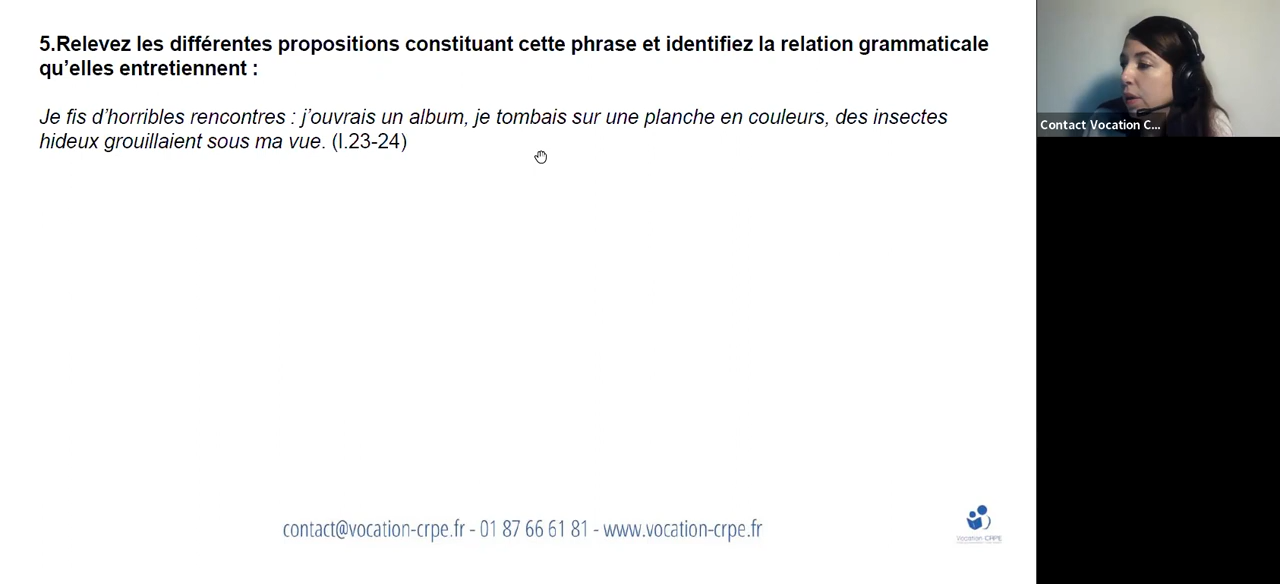 5.Relevez les différentes propositions constituant cette phrase et identifiez la relation grammaticale
qu’elles entretiennent :
Je fis d’horribles rencontres : j’ouvrais un album, je tombais sur une planche en couleurs, des insectes
hideux grouillaient sous ma vue. (l.23-24)
Contact Vocation C...
contact@vocation-crpe.fr - 01 87 66 61 81 - www.vocation-crpe.fr
Vocation CRPE